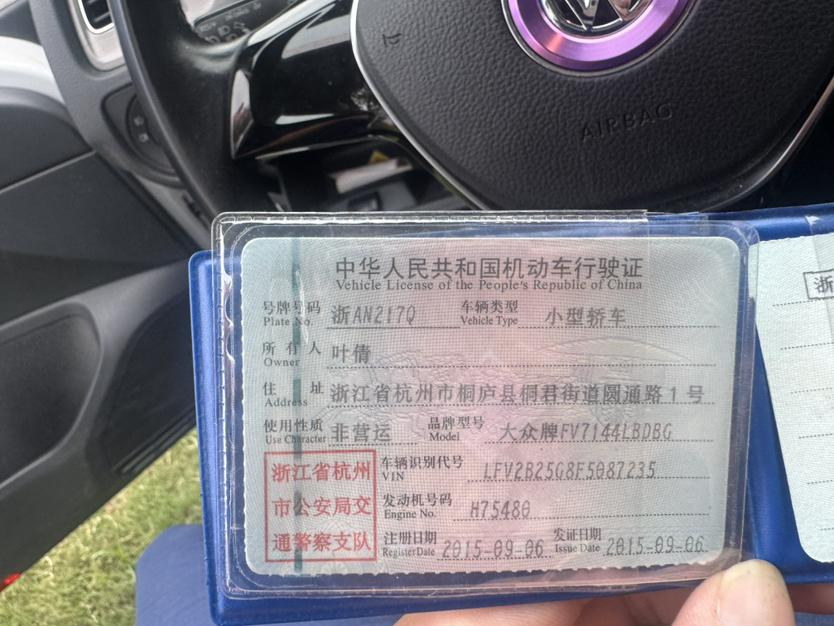 AIRBAG
中华人民共和国机动车行驶证
Vehicle License of the People's Republic of China
号牌号码 浙AN217Q 车辆类型 小型轿车
Plate No. Vehicle Type
所有人 叶倩
Owner
住址 浙江省杭州市桐庐县桐君街道圆通路1号
Address
使用性质 非营运 品牌型号 大众牌FV7144LBDBG
Use Character Model
浙江省杭州 车辆识别代号 LFV2B25G8F5087235
VIN
市公安局交 发动机号码 H75480
Engine No.
通警察支队 注册日期 2015-09-06 发证日期 2015-09-06
Register Date Issue Date
浙